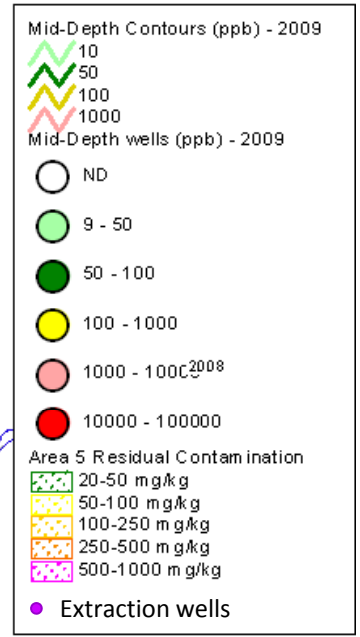 Mid-Depth Contours (ppb) - 2009
10
50
100
1000
Mid-Depth wells (ppb) - 2009
ND
9 - 50
50 - 100
100 - 1000
1000 - 1000 2008
10000 - 100000
Area 5 Residual Contamination
20-50 mg/kg
50-100 mg/kg
100-250 mg/kg
250-500 mg/kg
500-1000 mg/kg
Extraction wells